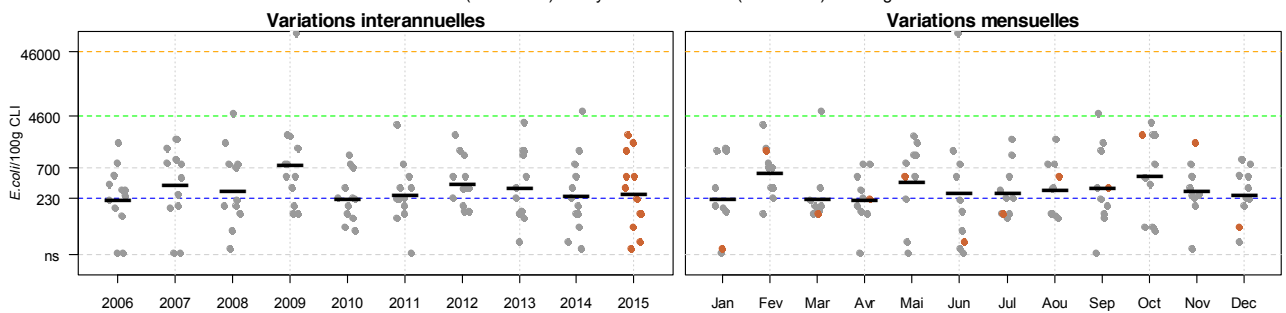 Variations interannuelles
Variations mensuelles
E.coli/100g CLI
46000
4600
700
230
ns
2006 2007 2008 2009 2010 2011 2012 2013 2014 2015
Jan Fev Mar Avr Mai Jun Jul Aou Sep Oct Nov Dec